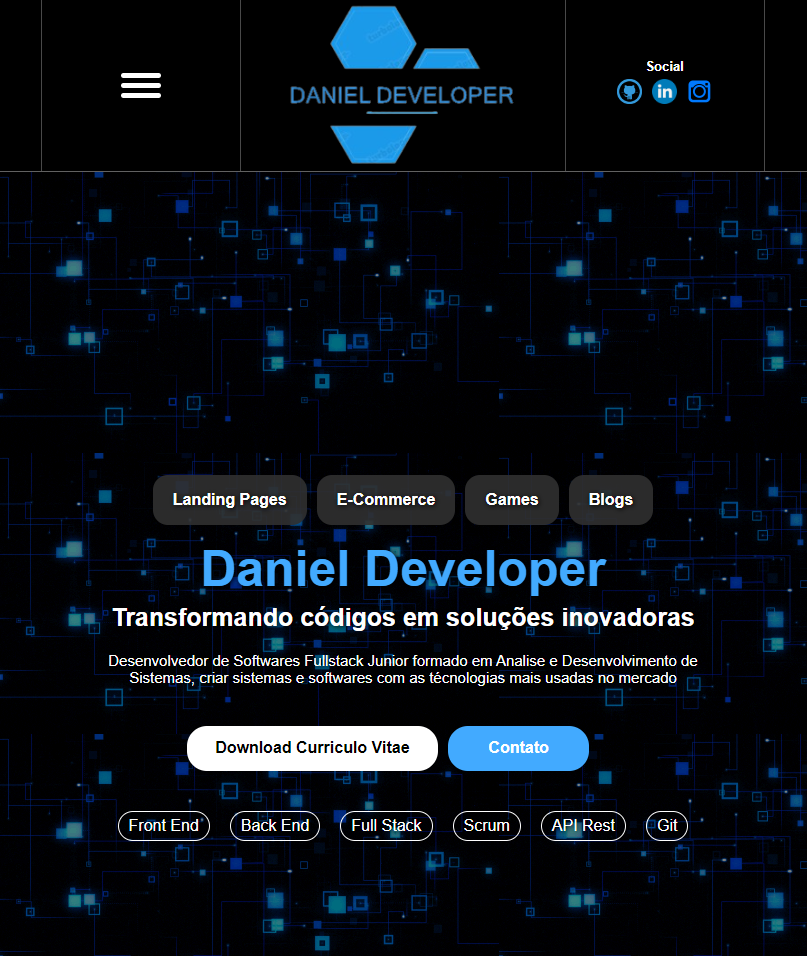 DANIEL DEVELOPER
Social
in
Landing Pages E-Commerce Games Blogs
Daniel Developer
Transformando códigos em soluções inovadoras
Desenvolvedor de Softwares Fullstack Junior formado em Analise e Desenvolvimento de
Sistemas, criar sistemas e softwares com as técnologias mais usadas no mercado
Download Curriculo Vitae Contato
Front End Back End Full Stack Scrum API Rest Git